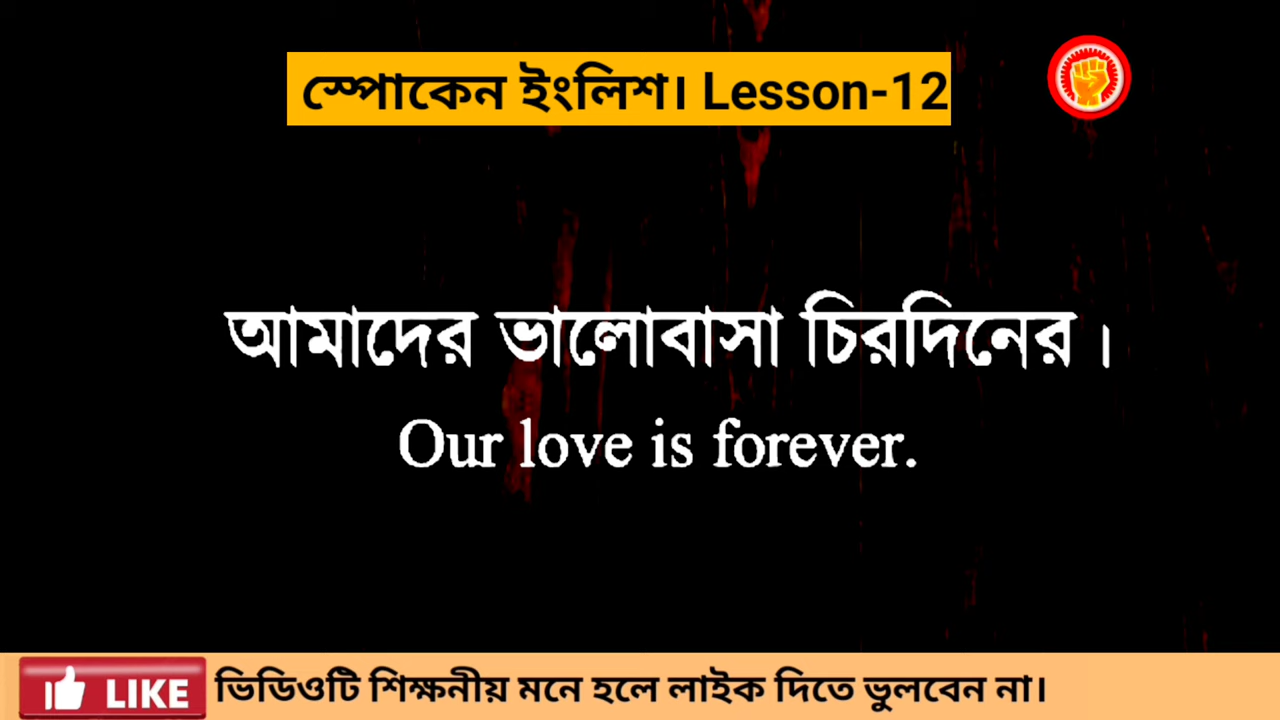 স্পোকেন ইংলিশ। Lesson-12
আমাদের ভালোবাসা চিরদিনের।
Our love is forever.
LIKE ভিডিওটি শিক্ষনীয় মনে হলে লাইক দিতে ভুলবেন না।